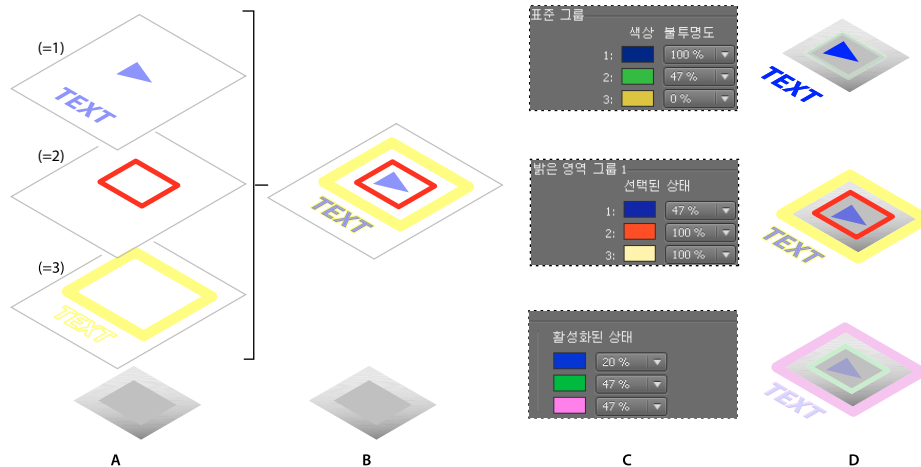 (=1)
TEXT
(=2)
(=3)
TEXT
TEXT
표준 그룹
색상 불투명도
1: 100 %
2: 47 %
3: 0 %
TEXT
밝은 영역 그룹 1
선택된 상태
1: 47 %
2: 100 %
3: 100 %
TEXT
활성화된 상태
20 %
47 %
47 %
TEXT
A B C D